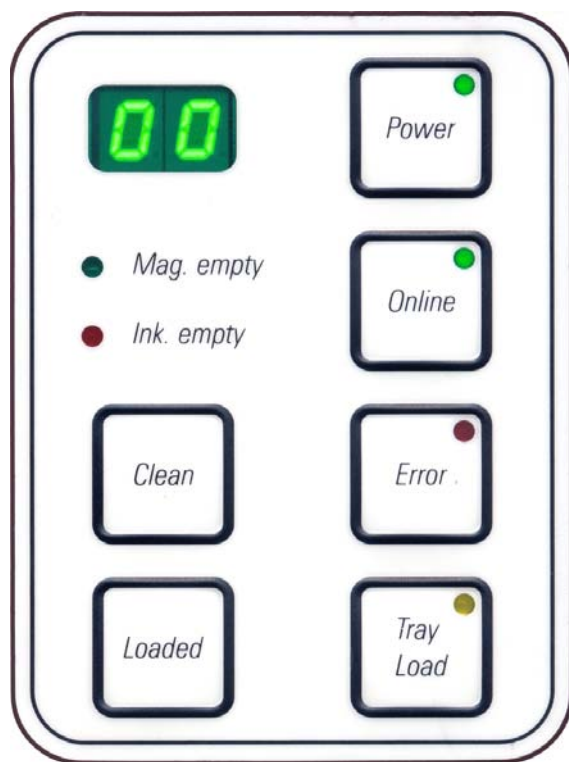 00
Power
Mag. empty
Online
Ink. empty
Clean
Error .
Loaded
Tray
Load